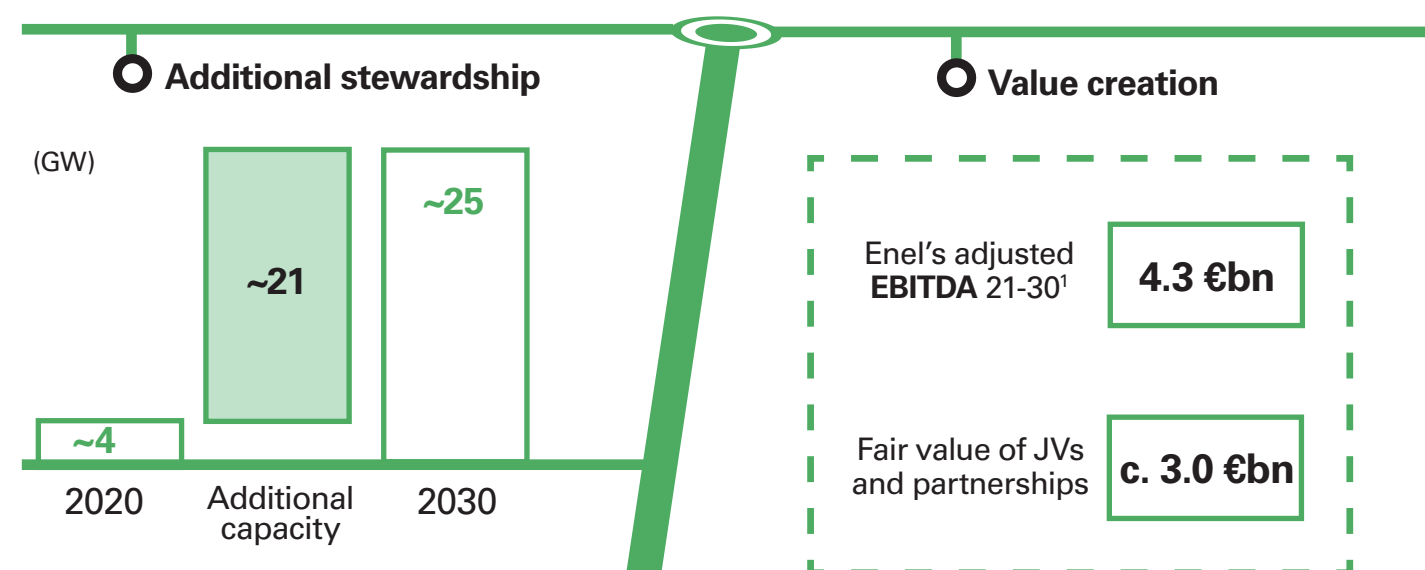 Additional stewardship
(GW)
~4
~21
~25
2020
Additional
capacity
2030
Value creation
Enel’s adjusted
EBITDA 21-30¹
4.3 €bn
Fair value of JVs
and partnerships
c. 3.0 €bn